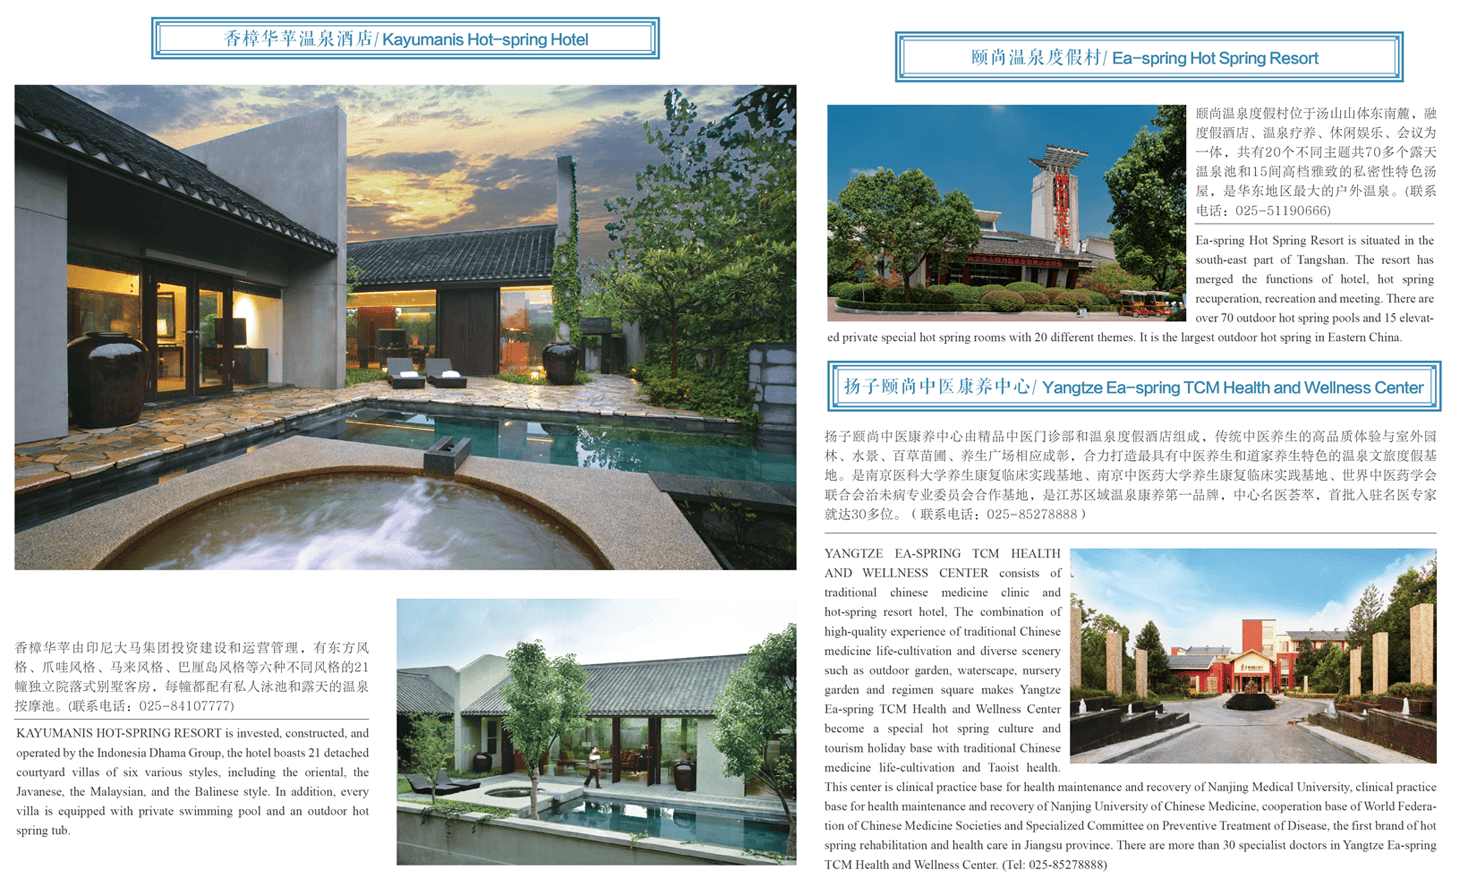 香樟华苹温泉酒店/ Kayumanis Hot-spring Hotel
香樟华苹由印尼大马集团投资建设和运营管理，有东方风
格、爪哇风格、马来风格、巴厘岛风格等六种不同风格的21
幢独立院落式别墅客房，每幢都配有私人泳池和露天的温泉
按摩池。(联系电话：025-84107777)
KAYUMANIS HOT-SPRING RESORT is invested, constructed, and
operated by the Indonesia Dhama Group, the hotel boasts 21 detached
courtyard villas of six various styles, including the oriental, the
Javanese, the Malaysian, and the Balinese style. In addition, every
villa is equipped with private swimming pool and an outdoor hot
spring tub.
颐尚温泉度假村/ Ea-spring Hot Spring Resort
颐尚温泉度假村位于汤山山体东南麓，融
度假酒店、温泉疗养、休闲娱乐、会议为
一体，共有20个不同主题共70多个露天
温泉池和15间高档雅致的私密性特色汤
屋，是华东地区最大的户外温泉。(联系
电话：025-51190666)
Ea-spring Hot Spring Resort is situated in the
south-east part of Tangshan. The resort has
merged the functions of hotel, hot spring
recuperation, recreation and meeting. There are
over 70 outdoor hot spring pools and 15 elevat-
ed private special hot spring rooms with 20 different themes. It is the largest outdoor hot spring in Eastern China.
扬子颐尚中医康养中心/ Yangtze Ea-spring TCM Health and Wellness Center
扬子颐尚中医康养中心由精品中医门诊部和温泉度假酒店组成，传统中医养生的高品质体验与室外园
林、水景、百草苗圃、养生广场相应成彰，合力打造最具有中医养生和道家养生特色的温泉文旅度假基
地。是南京医科大学养生康复临床实践基地、南京中医药大学养生康复临床实践基地、世界中医药学会
联合会治未病专业委员会合作基地，是江苏区域温泉康养第一品牌，中心名医荟萃，首批入驻名医专家
就达30多位。（ 联系电话：025-85278888 ）
YANGTZE EA-SPRING TCM HEALTH
AND WELLNESS CENTER consists of
traditional chinese medicine clinic and
hot-spring resort hotel, The combination of
high-quality experience of traditional Chinese
medicine life-cultivation and diverse scenery
such as outdoor garden, waterscape, nursery
garden and regimen square makes Yangtze
Ea-spring TCM Health and Wellness Center
become a special hot spring culture and
tourism holiday base with traditional Chinese
medicine life-cultivation and Taoist health.
This center is clinical practice base for health maintenance and recovery of Nanjing Medical University, clinical practice
base for health maintenance and recovery of Nanjing University of Chinese Medicine, cooperation base of World Federa-
tion of Chinese Medicine Societies and Specialized Committee on Preventive Treatment of Disease, the first brand of hot
spring rehabilitation and health care in Jiangsu province. There are more than 30 specialist doctors in Yangtze Ea-spring
TCM Health and Wellness Center. (Tel: 025-85278888)